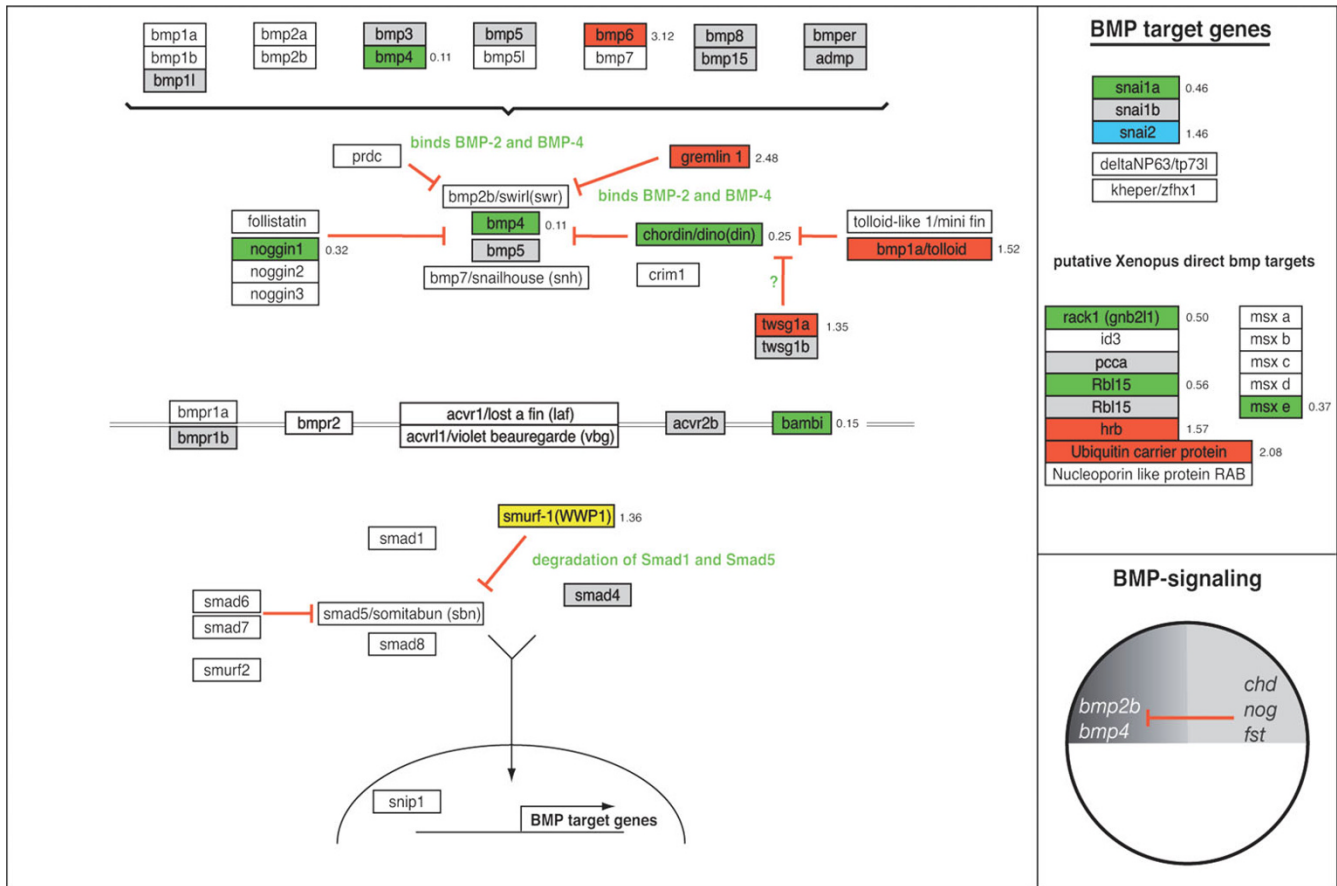 bmp1a
bmp1b
bmp1l
bmp2a
bmp2b
bmp3
bmp4 0.11
bmp5
bmp5l
bmp6 3.12
bmp7
bmp8
bmp15
bmper
admp
binds BMP-2 and BMP-4
prdc
gremlin 1 2.48
bmp2b/swirl(swr)
binds BMP-2 and BMP-4
follistatin
noggin1 0.32
noggin2
noggin3
bmp4 0.11
bmp5
bmp7/snailhouse (snh)
chordin/dino(din) 0.25
crim1
tolloid-like 1/mini fin
bmp1a/tolloid 1.52
?
twsg1a 1.35
twsg1b
bmpr1a
bmpr1b
bmpr2
acvr1/lost a fin (laf)
acvrl1/violet beauregarde (vbg)
acvr2b
bambi 0.15
smurf-1(WWP1) 1.36
smad1
degradation of Smad1 and Smad5
smad4
smad6
smad7
smad5/somitabun (sbn)
smad8
smurf2
snip1
BMP target genes
BMP target genes
snai1a 0.46
snai1b
snai2 1.46
deltaNP63/tp73l
kheper/zfhx1
putative Xenopus direct bmp targets
rack1 (gnb2l1) 0.50
id3
pcca
Rbl15 0.56
Rbl15
hrb 1.57
Ubiquitin carrier protein 2.08
Nucleoporin like protein RAB
msx a
msx b
msx c
msx d
msx e 0.37
BMP-signaling
bmp2b
bmp4
chd
nog
fst